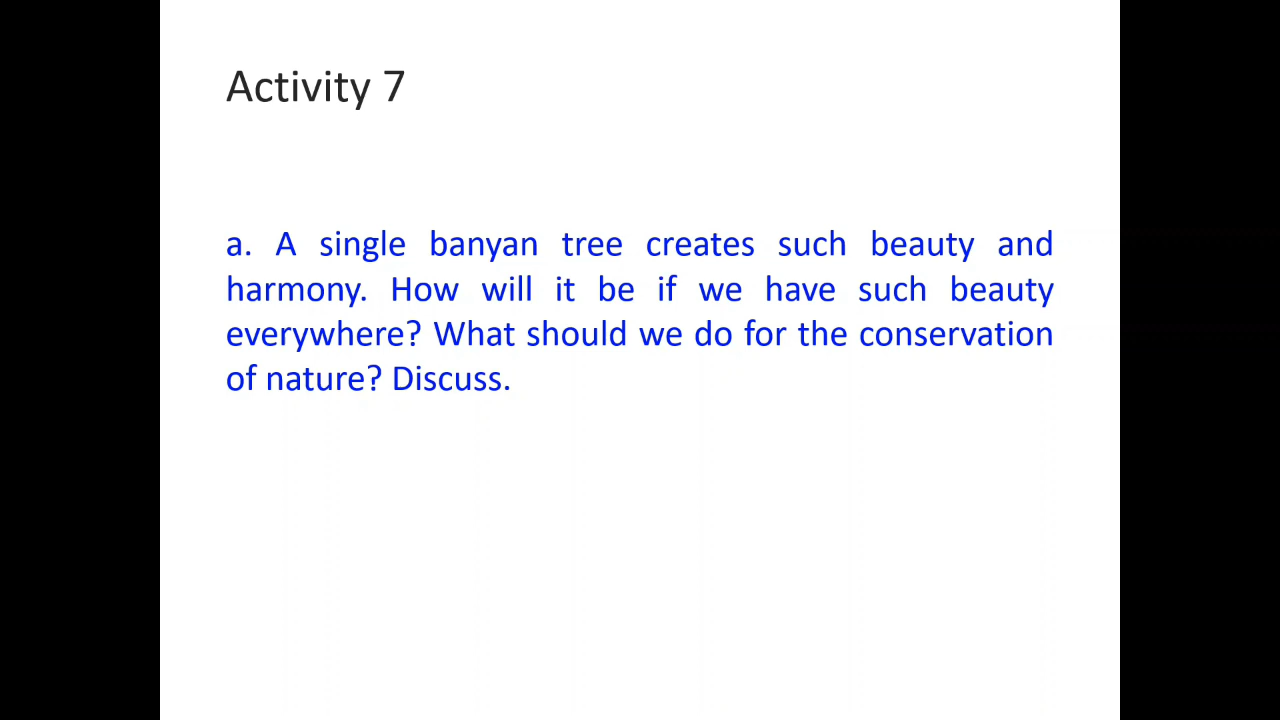 Activity 7
a. A single banyan tree creates such beauty and
harmony. How will it be if we have such beauty
everywhere? What should we do for the conservation
of nature? Discuss.